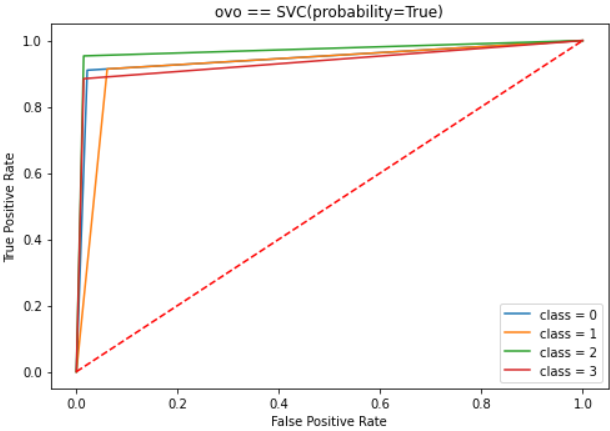 ovo == SVC(probability=True)
True Positive Rate
1.0
0.8
0.6
0.4
0.2
0.0
class = 0
class = 1
class = 2
class = 3
0.0 0.2 0.4 0.6 0.8 1.0
False Positive Rate